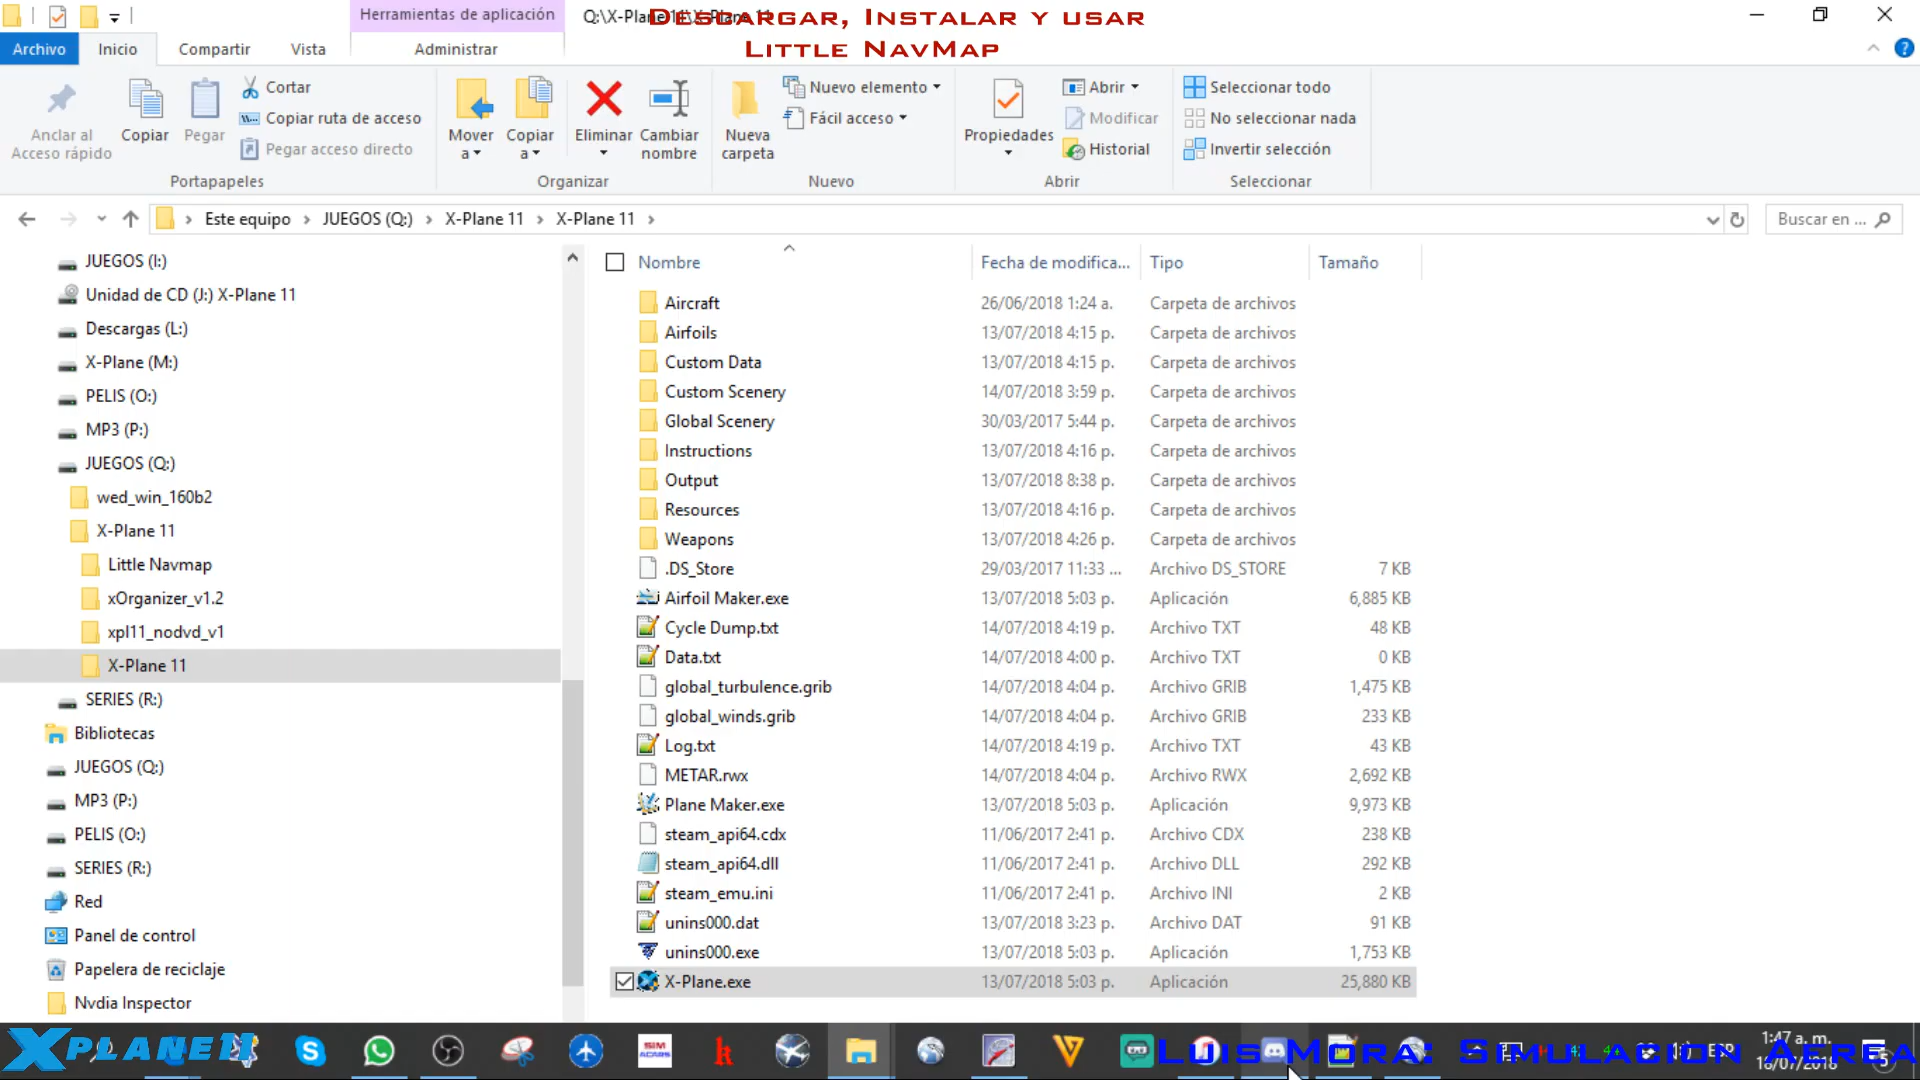 Herramientas de aplicación
Q:\X-Plane 11\X-Plane 11
Descargar, Instalar y usar
Little NavMap
Archivo
Inicio
Compartir
Vista
Administrar
Anclar al
Acceso rápido
Copiar
Pegar
Cortar
Copiar ruta de acceso
Pegar acceso directo
Portapapeles
Mover
a
Copiar
a
Eliminar
Cambiar
nombre
Organizar
Nueva
carpeta
Nuevo elemento
Fácil acceso
Nuevo
Propiedades
Abrir
Modificar
Historial
Abrir
Seleccionar todo
No seleccionar nada
Invertir selección
Seleccionar
Este equipo
JUEGOS (Q:)
X-Plane 11
X-Plane 11
Buscar en ...
JUEGOS (I:)
Unidad de CD (J:) X-Plane 11
Descargas (L:)
X-Plane (M:)
PELIS (O:)
MP3 (P:)
JUEGOS (Q:)
wed_win_160b2
X-Plane 11
Little Navmap
xOrganizer_v1.2
xpl11_nodvd_v1
X-Plane 11
SERIES (R:)
Bibliotecas
JUEGOS (Q:)
MP3 (P:)
PELIS (O:)
SERIES (R:)
Red
Panel de control
Papelera de reciclaje
Nvdia Inspector
Nombre Fecha de modifica... Tipo Tamaño
Aircraft 26/06/2018 1:24 a. Carpeta de archivos
Airfoils 13/07/2018 4:15 p. Carpeta de archivos
Custom Data 13/07/2018 4:15 p. Carpeta de archivos
Custom Scenery 14/07/2018 3:59 p. Carpeta de archivos
Global Scenery 30/03/2017 5:44 p. Carpeta de archivos
Instructions 13/07/2018 4:16 p. Carpeta de archivos
Output 13/07/2018 8:38 p. Carpeta de archivos
Resources 13/07/2018 4:16 p. Carpeta de archivos
Weapons 13/07/2018 4:26 p. Carpeta de archivos
.DS_Store 29/03/2017 11:33 ... Archivo DS_STORE 7 KB
Airfoil Maker.exe 13/07/2018 5:03 p. Aplicación 6,885 KB
Cycle Dump.txt 14/07/2018 4:19 p. Archivo TXT 48 KB
Data.txt 14/07/2018 4:00 p. Archivo TXT 0 KB
global_turbulence.grib 14/07/2018 4:04 p. Archivo GRIB 1,475 KB
global_winds.grib 14/07/2018 4:04 p. Archivo GRIB 233 KB
Log.txt 14/07/2018 4:19 p. Archivo TXT 43 KB
METAR.rwx 14/07/2018 4:04 p. Archivo RWX 2,692 KB
Plane Maker.exe 13/07/2018 5:03 p. Aplicación 9,973 KB
steam_api64.cdx 11/06/2017 2:41 p. Archivo CDX 238 KB
steam_api64.dll 11/06/2017 2:41 p. Archivo DLL 292 KB
steam_emu.ini 11/06/2017 2:41 p. Archivo INI 2 KB
unins000.dat 13/07/2018 3:23 p. Archivo DAT 91 KB
unins000.exe 13/07/2018 5:03 p. Aplicación 1,753 KB
X-Plane.exe 13/07/2018 5:03 p. Aplicación 25,880 KB
XPlane 11
SIM
ACARS
Luis Mora: Simulacion Aerea
ESP
1:47 a. m.
18/07/2018
5